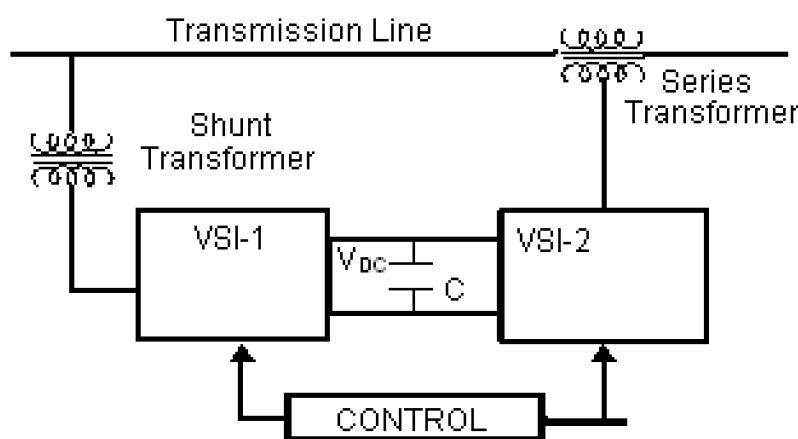 Transmission Line
Series
Transformer
Shunt
Transformer
VSI-1
VDC
C
VSI-2
CONTROL